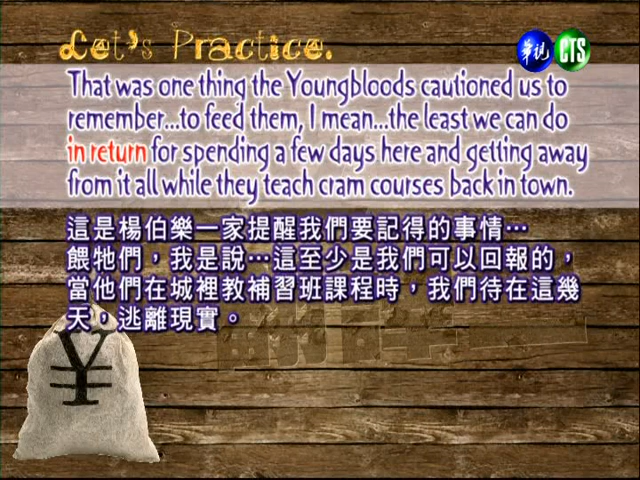 Let's Practice.
華視 CTS
That was one thing the Youngbloods cautioned us to
remember...to feed them, I mean...the least we can do
in return for spending a few days here and getting away
from it all while they teach cram courses back in town.
這是楊伯樂一家提醒我們要記得的事情…
餵牠們，我是說…這至少是我們可以回報的，
當他們在城裡教補習班課程時，我們待在這幾
天，逃離現實。
¥